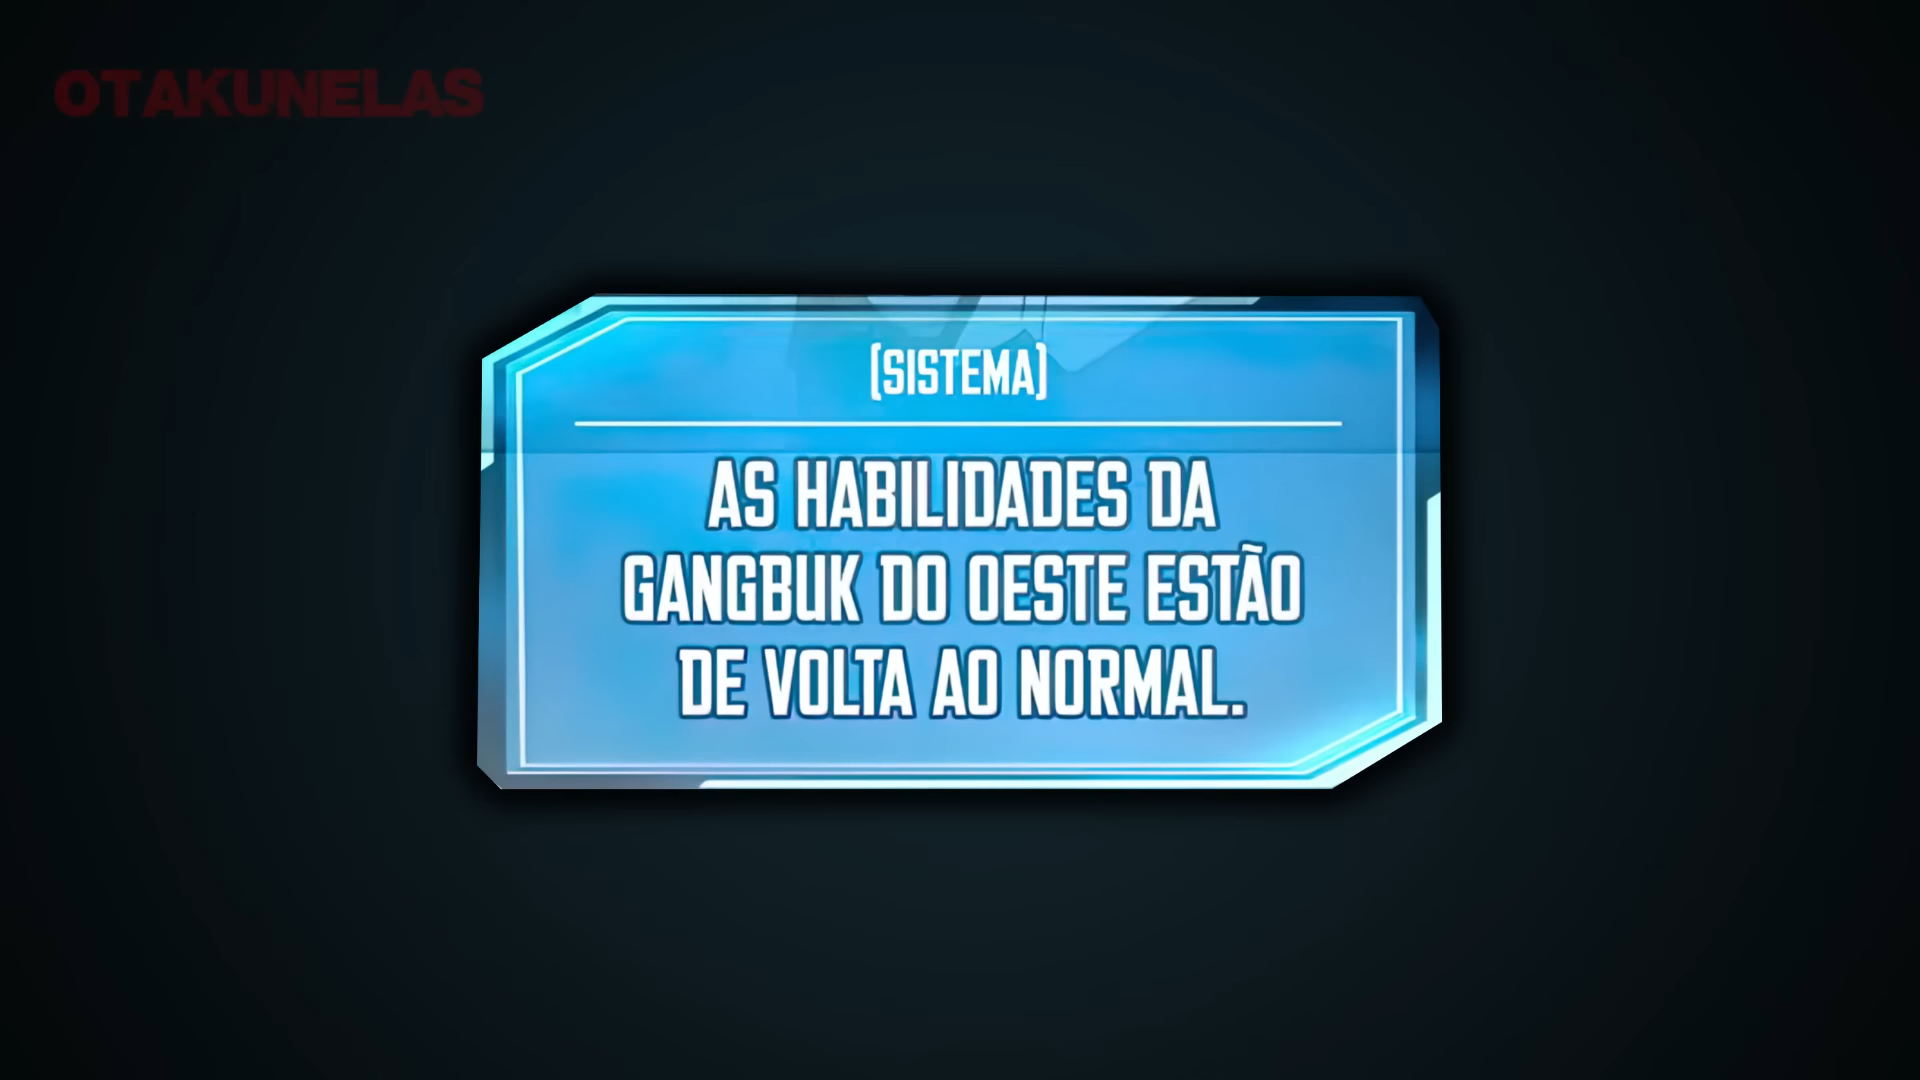 OTAKUNELAS
[SISTEMA]
AS HABILIDADES DA
GANGBUK DO OESTE ESTÃO
DE VOLTA AO NORMAL.